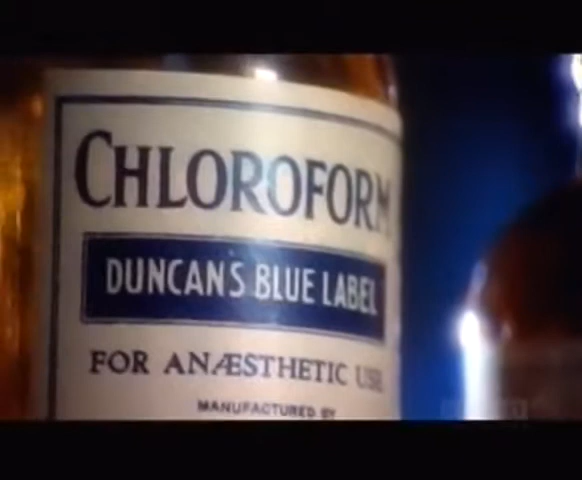 CHLOROFORM
DUNCAN'S BLUE LABEL
FOR ANÆSTHETIC USE
MANUFACTURED BY